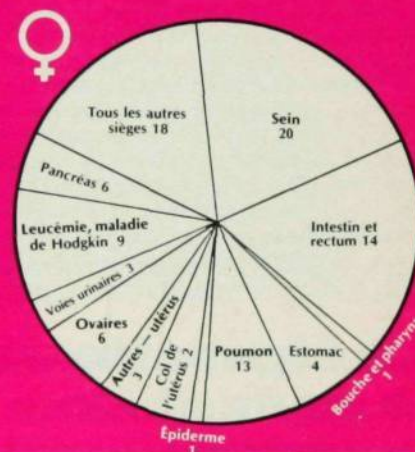 Tous les autres
sièges 18
Sein
20
Pancréas 6
Leucémie, maladie
de Hodgkin 9
Intestin et
rectum 14
Voies urinaires 3
Ovaires
6
Autres — utérus
3
Col de
l'utérus 2
Poumon
13
Estomac
4
Bouche et pharynx
1
Épiderme
1